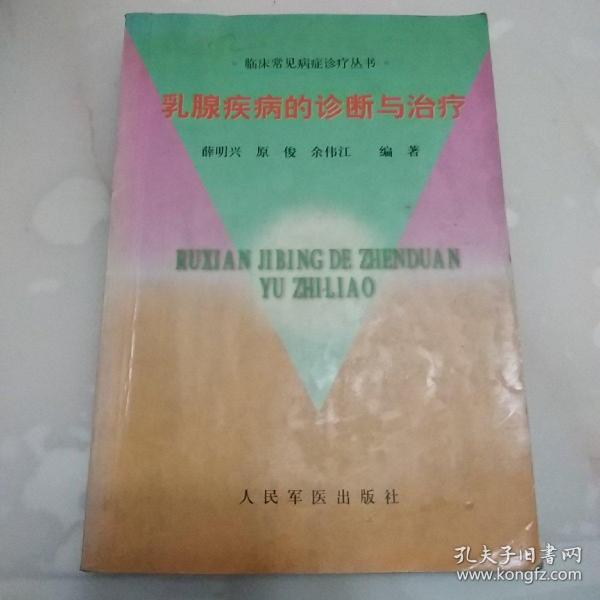 ·临床常见病症诊疗丛书·
乳腺疾病的诊断与治疗
薛明兴 原 俊 余伟江 编 著
RUXIAN JIBING DE ZHENDUAN
YU ZHI-LIAO
人民军医出版社
孔夫子旧书网
www.kongfz.com